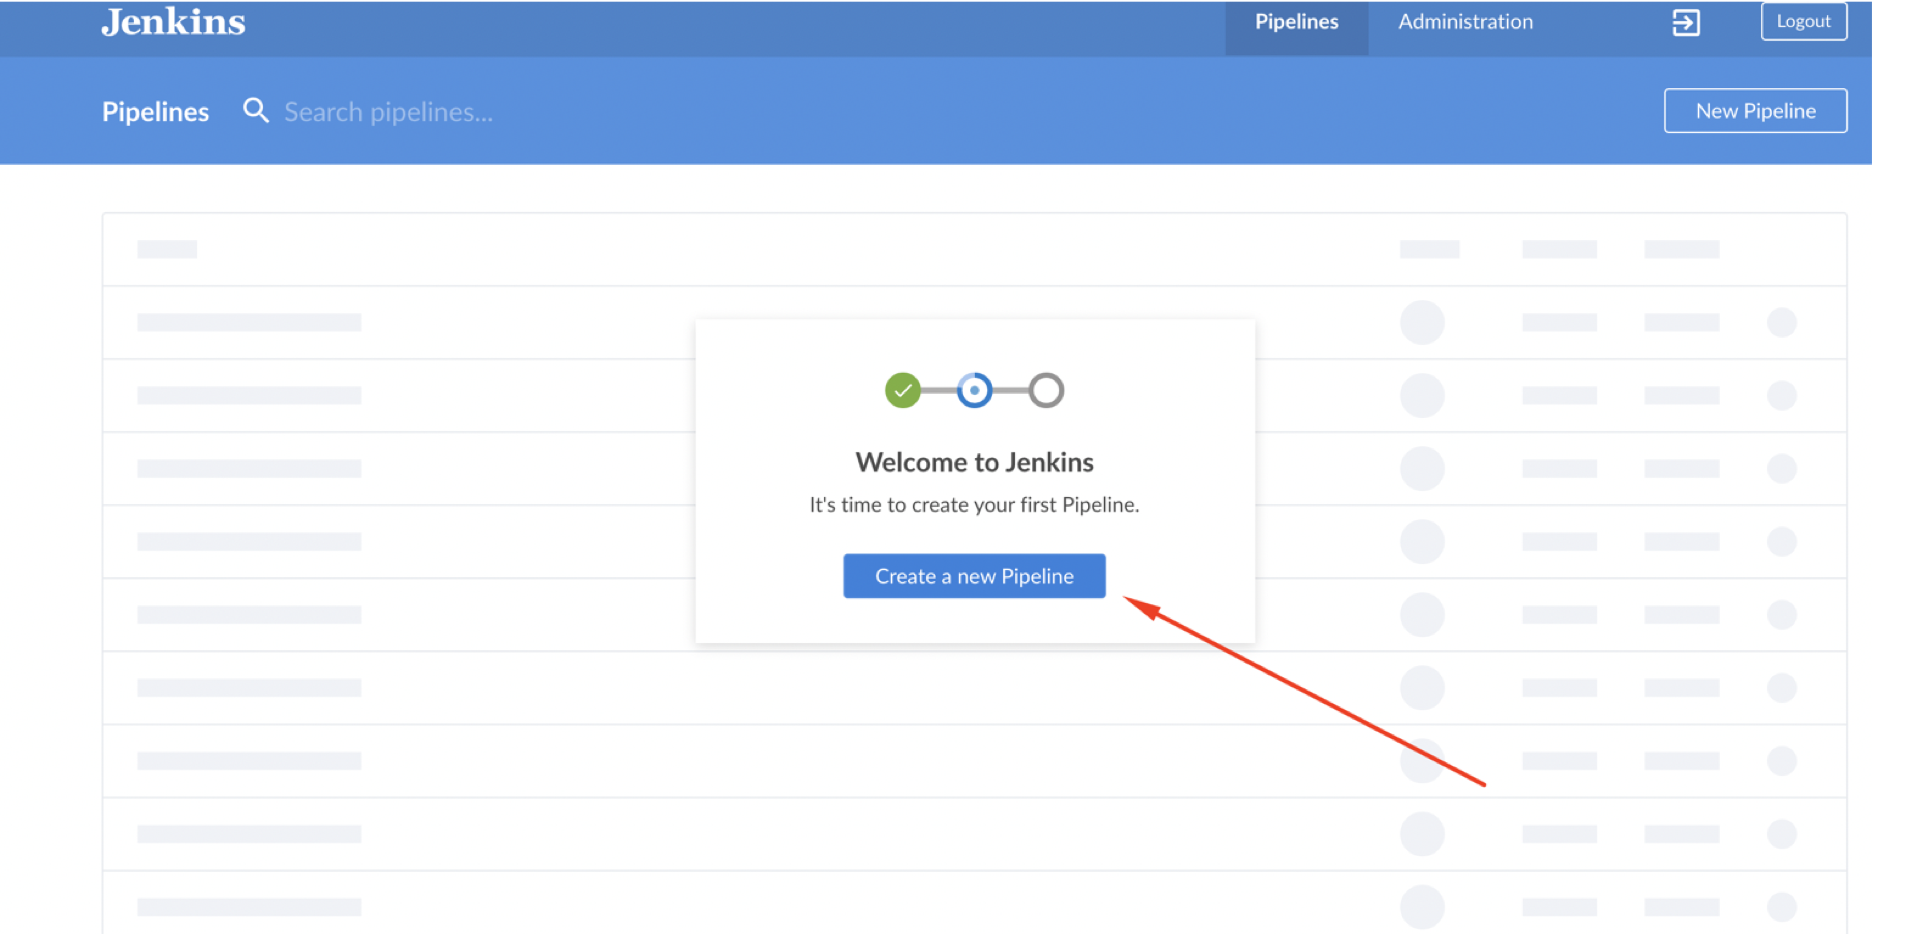 Jenkins
Pipelines
Administration
Logout
Pipelines
Search pipelines...
New Pipeline
Welcome to Jenkins
It's time to create your first Pipeline.
Create a new Pipeline